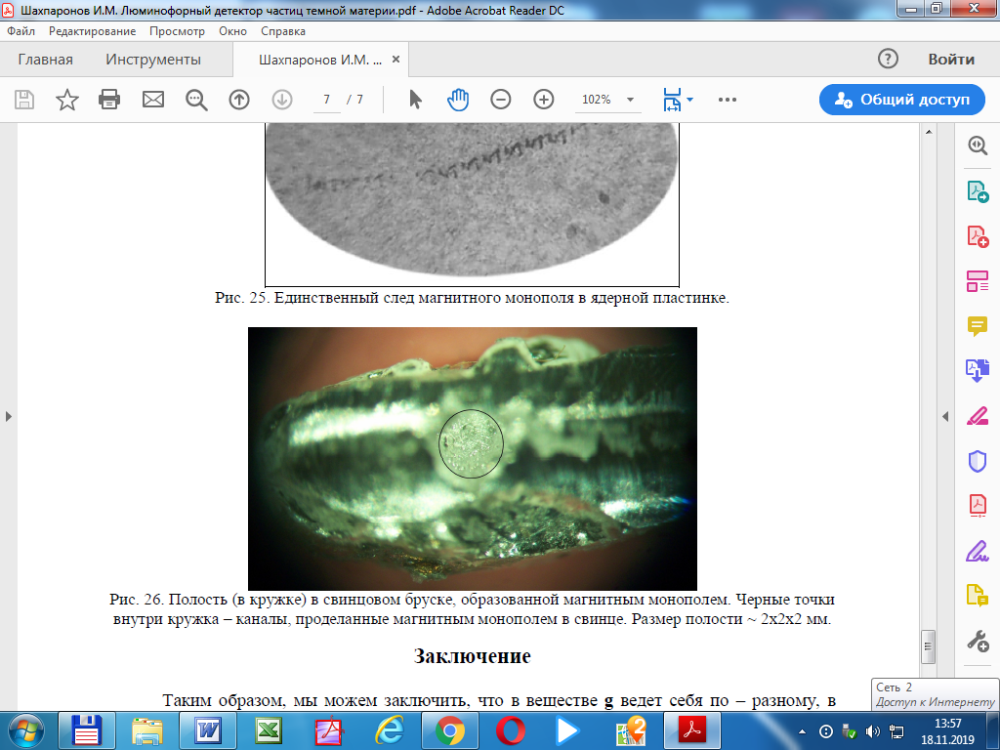 Шахпаронов И.М. Люминофорный детектор частиц темной материи.pdf - Adobe Acrobat Reader DC
Файл Редактирование Просмотр Окно Справка
Главная Инструменты Шахпаронов И.М. ... × Войти
7 / 7 102% Общий доступ
Рис. 25. Единственный след магнитного монополя в ядерной пластинке.
Рис. 26. Полость (в кружке) в свинцовом бруске, образованной магнитным монополем. Черные точки
внутри кружка – каналы, проделанные магнитным монополем в свинце. Размер полости ~ 2х2х2 мм.
Заключение
Таким образом, мы можем заключить, что в веществе g ведет себя по – разному, в
Сеть 2
Доступ к Интернету
13:57
18.11.2019